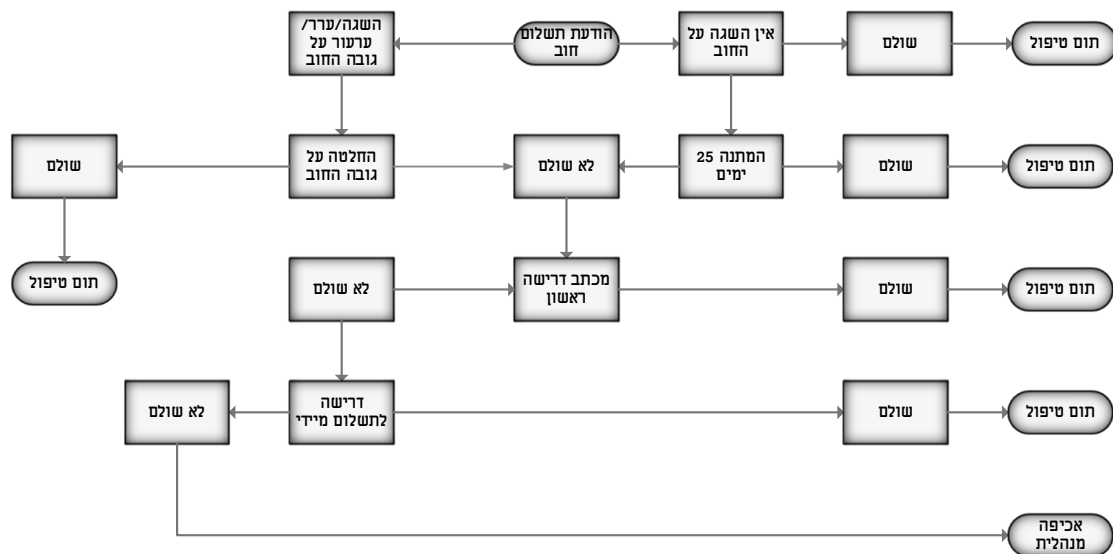 תום טיפול
שולם
אין השגה על
החוב
הודעת תשלום
חוב
השגה/ערר/
ערעור על
גובה החוב
תום טיפול
שולם
המתנה 25
ימים
לא שולם
החלטה על
גובה החוב
שולם
תום טיפול
שולם
מכתב דרישה
ראשון
לא שולם
תום טיפול
תום טיפול
שולם
דרישה
לתשלום מיידי
לא שולם
אכיפה
מנהלית